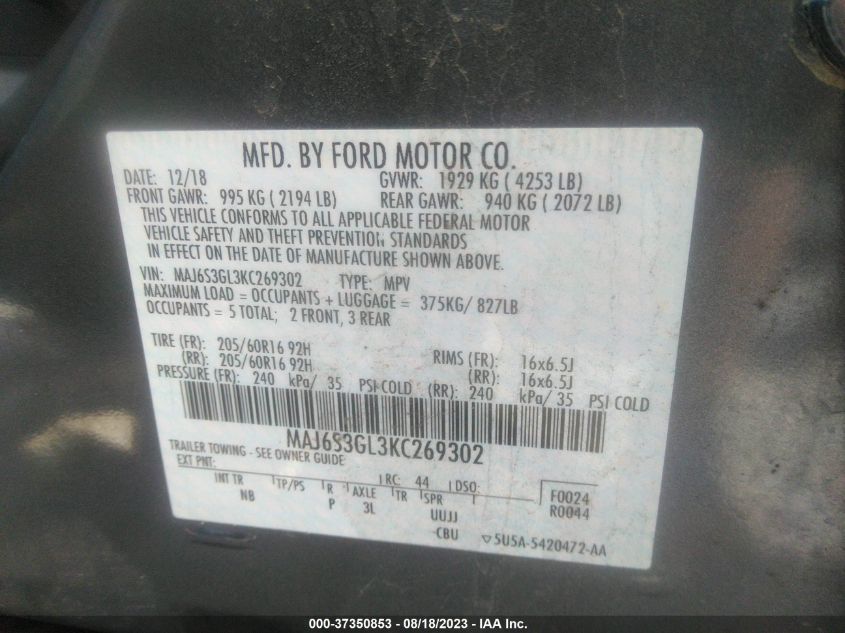 MFD. BY FORD MOTOR CO.
DATE: 12/18 GVWR: 1929 KG ( 4253 LB)
FRONT GAWR: 995 KG ( 2194 LB) REAR GAWR: 940 KG ( 2072 LB)
THIS VEHICLE CONFORMS TO ALL APPLICABLE FEDERAL MOTOR
VEHICLE SAFETY AND THEFT PREVENTION STANDARDS
IN EFFECT ON THE DATE OF MANUFACTURE SHOWN ABOVE.
VIN: MAJ6S3GL3KC269302 TYPE: MPV
MAXIMUM LOAD = OCCUPANTS + LUGGAGE = 375KG/ 827LB
OCCUPANTS = 5 TOTAL; 2 FRONT, 3 REAR
TIRE (FR): 205/60R16 92H RIMS (FR): 16x6.5J
(RR): 205/60R16 92H (RR): 16x6.5J
PRESSURE (FR): 240 kPa/ 35 PSI COLD (RR): 240 kPa/ 35 PSI COLD
MAJ6S3GL3KC269302
TRAILER TOWING - SEE OWNER GUIDE
EXT PNT: RC: 44 DSO: F0024
INT TR TP/PS R AXLE TR SPR R0044
NB P 3L UUJJ
CBU ▽5U5A-5420472-AA
000-37350853 - 08/18/2023 - IAA Inc.